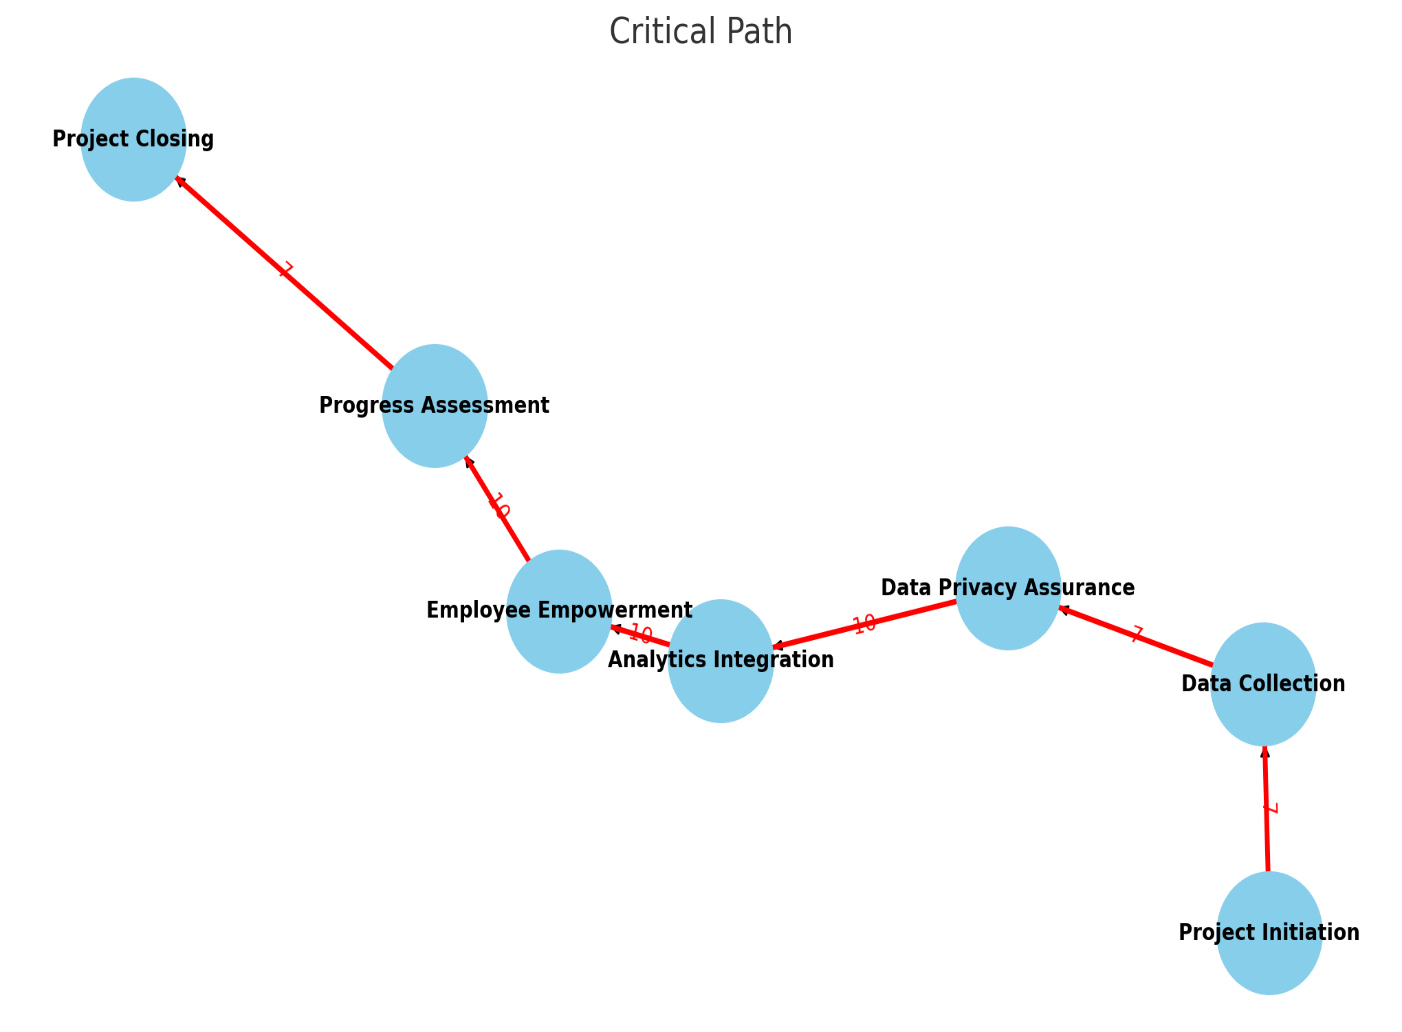 Critical Path
Project Closing
7
Progress Assessment
10
Employee Empowerment
10
Analytics Integration
10
Data Privacy Assurance
7
Data Collection
7
Project Initiation